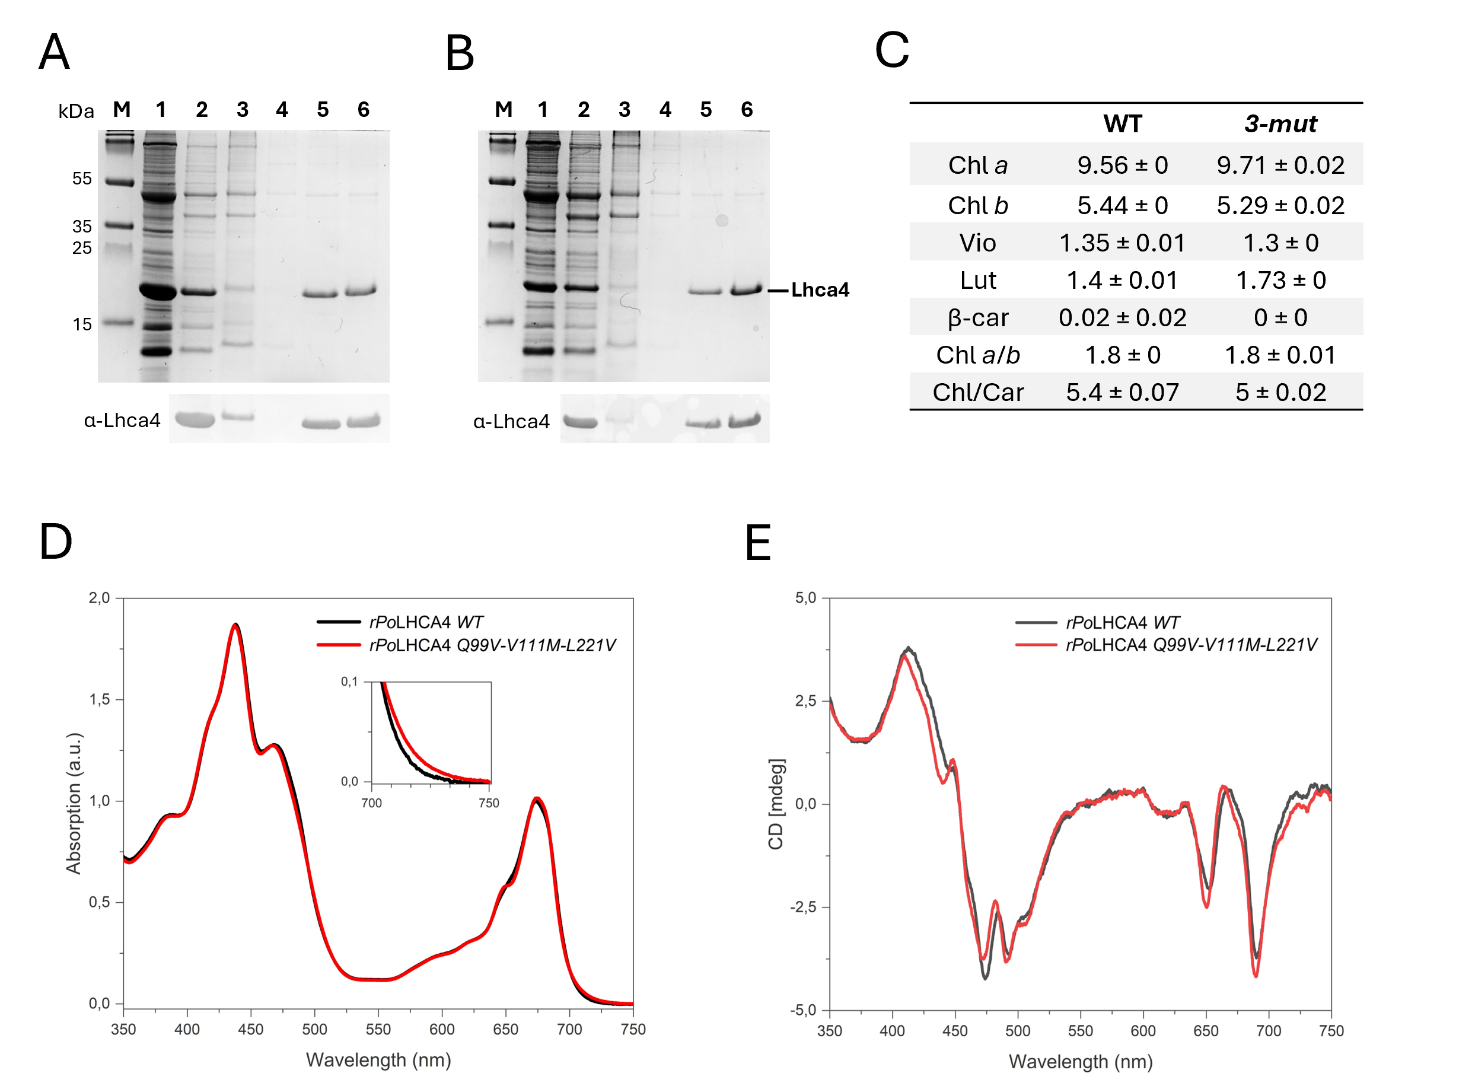 A
kDa M 1 2 3 4 5 6
55
35
25
15
α-Lhca4
B
M 1 2 3 4 5 6
Lhca4
α-Lhca4
C
WT 3-mut
Chl a 9.56 ± 0 9.71 ± 0.02
Chl b 5.44 ± 0 5.29 ± 0.02
Vio 1.35 ± 0.01 1.3 ± 0
Lut 1.4 ± 0.01 1.73 ± 0
β-car 0.02 ± 0.02 0 ± 0
Chl a/b 1.8 ± 0 1.8 ± 0.01
Chl/Car 5.4 ± 0.07 5 ± 0.02
D
2,0
1,5
1,0
0,5
0,0
Absorption (a.u.)
rPoLHCA4 WT
rPoLHCA4 Q99V-V111M-L221V
0,1
0,0
700 750
350 400 450 500 550 600 650 700 750
Wavelength (nm)
E
5,0
2,5
0,0
-2,5
-5,0
CD [mdeg]
rPoLHCA4 WT
rPoLHCA4 Q99V-V111M-L221V
350 400 450 500 550 600 650 700 750
Wavelength (nm)